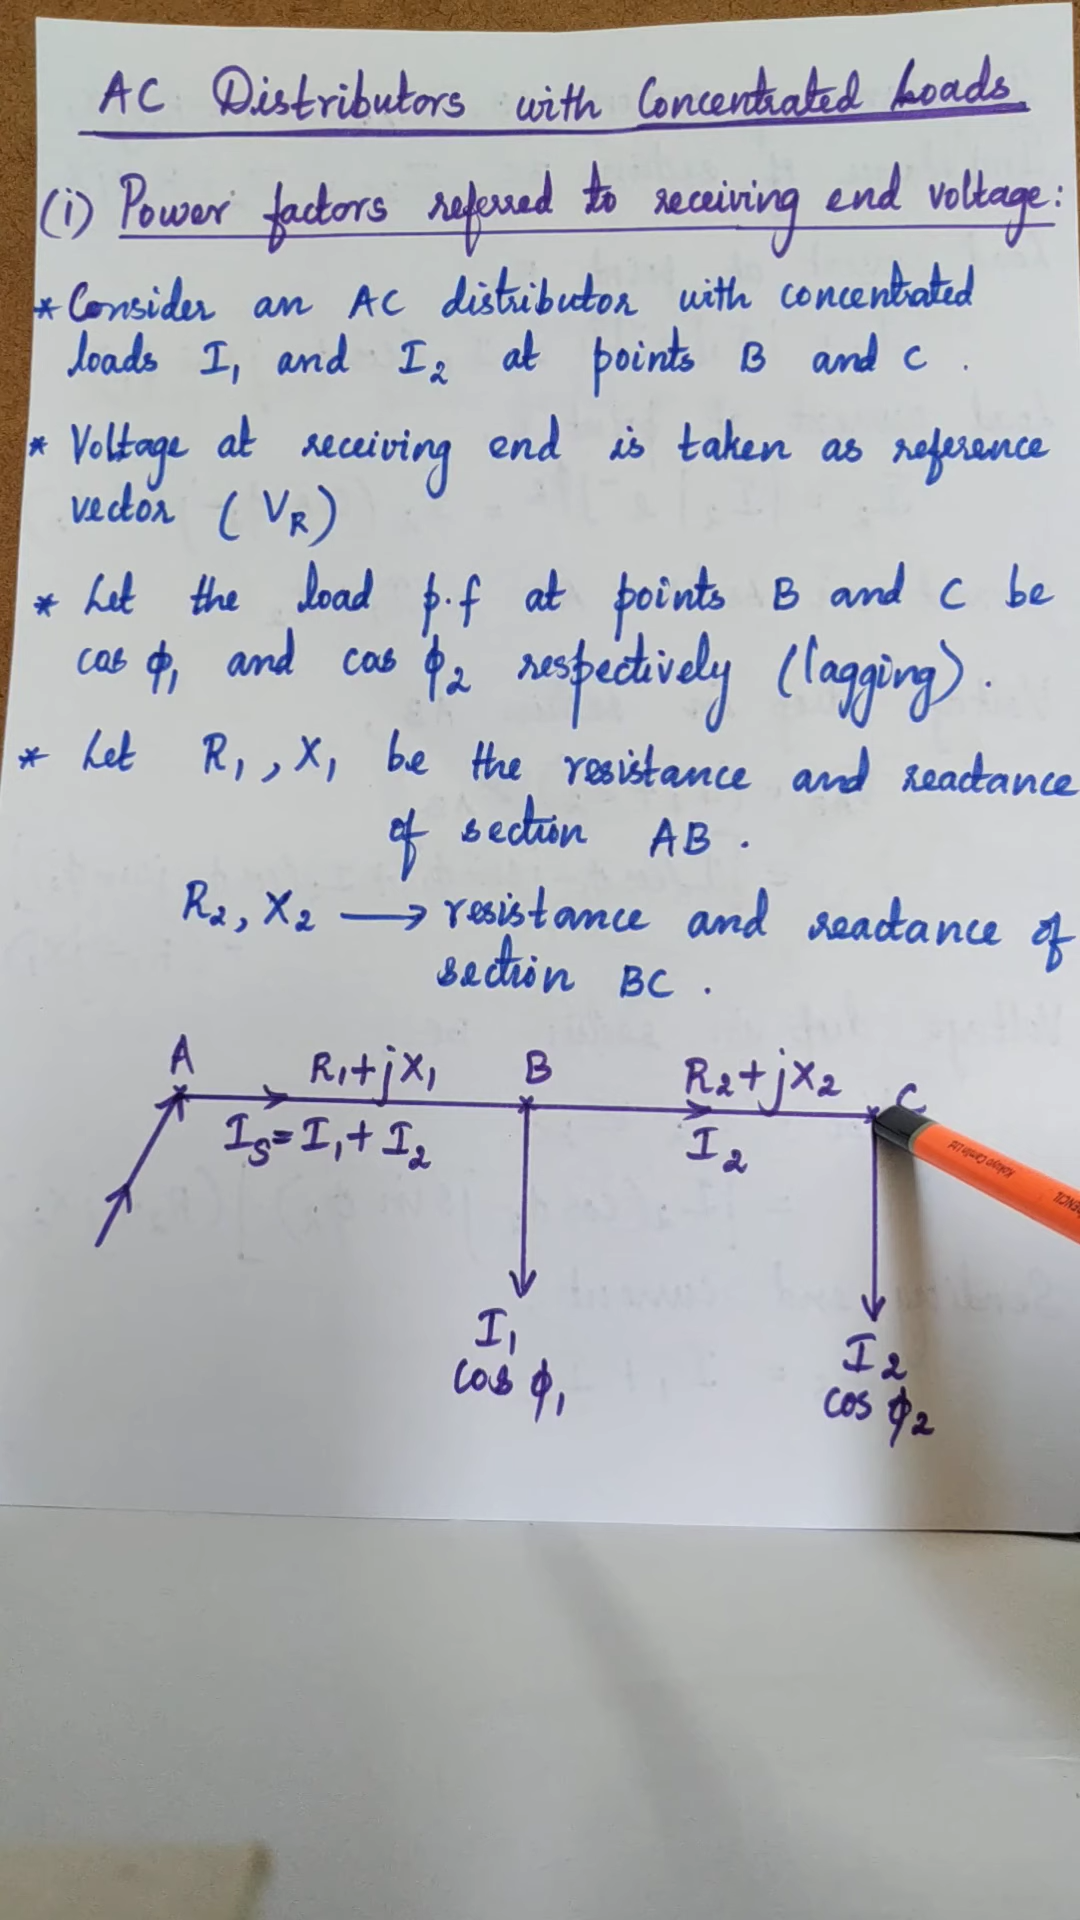 AC Distributors with Concentrated Loads
(i) Power factors referred to receiving end voltage:
* Consider an AC distributor with concentrated
loads I₁ and I₂ at points B and C.
* Voltage at receiving end is taken as reference
vector (V_R)
* Let the load p.f at points B and C be
cos ϕ₁ and cos ϕ₂ respectively (lagging).
* Let R₁, X₁ be the resistance and reactance
of section AB.
R₂, X₂ → resistance and reactance of
section BC.
A R₁+jX₁ B R₂+jX₂ C
I_S = I₁+ I₂ I₂
I₁ I₂
cos ϕ₁ cos ϕ₂